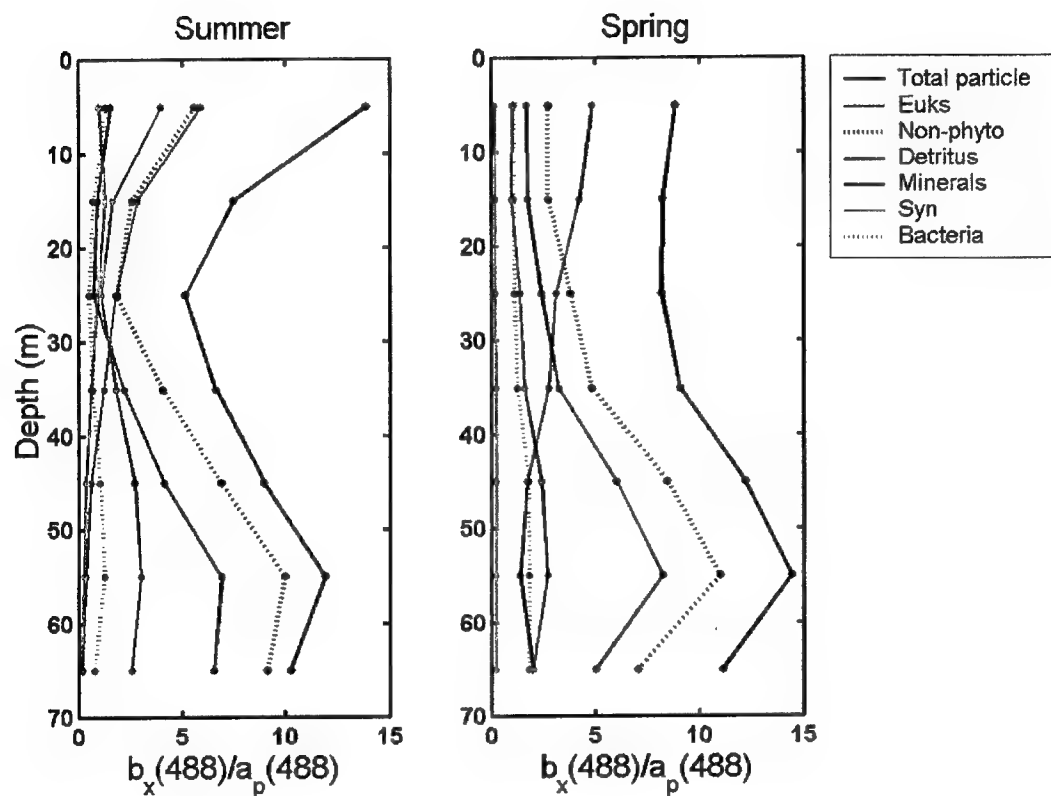 Summer
Spring
0
10
20
30
40
50
60
70
Depth (m)
0
5
10
15
b_x(488)/a_p(488)
0
10
20
30
40
50
60
70
0
5
10
15
b_x(488)/a_p(488)
Total particle
Euks
Non-phyto
Detritus
Minerals
Syn
Bacteria